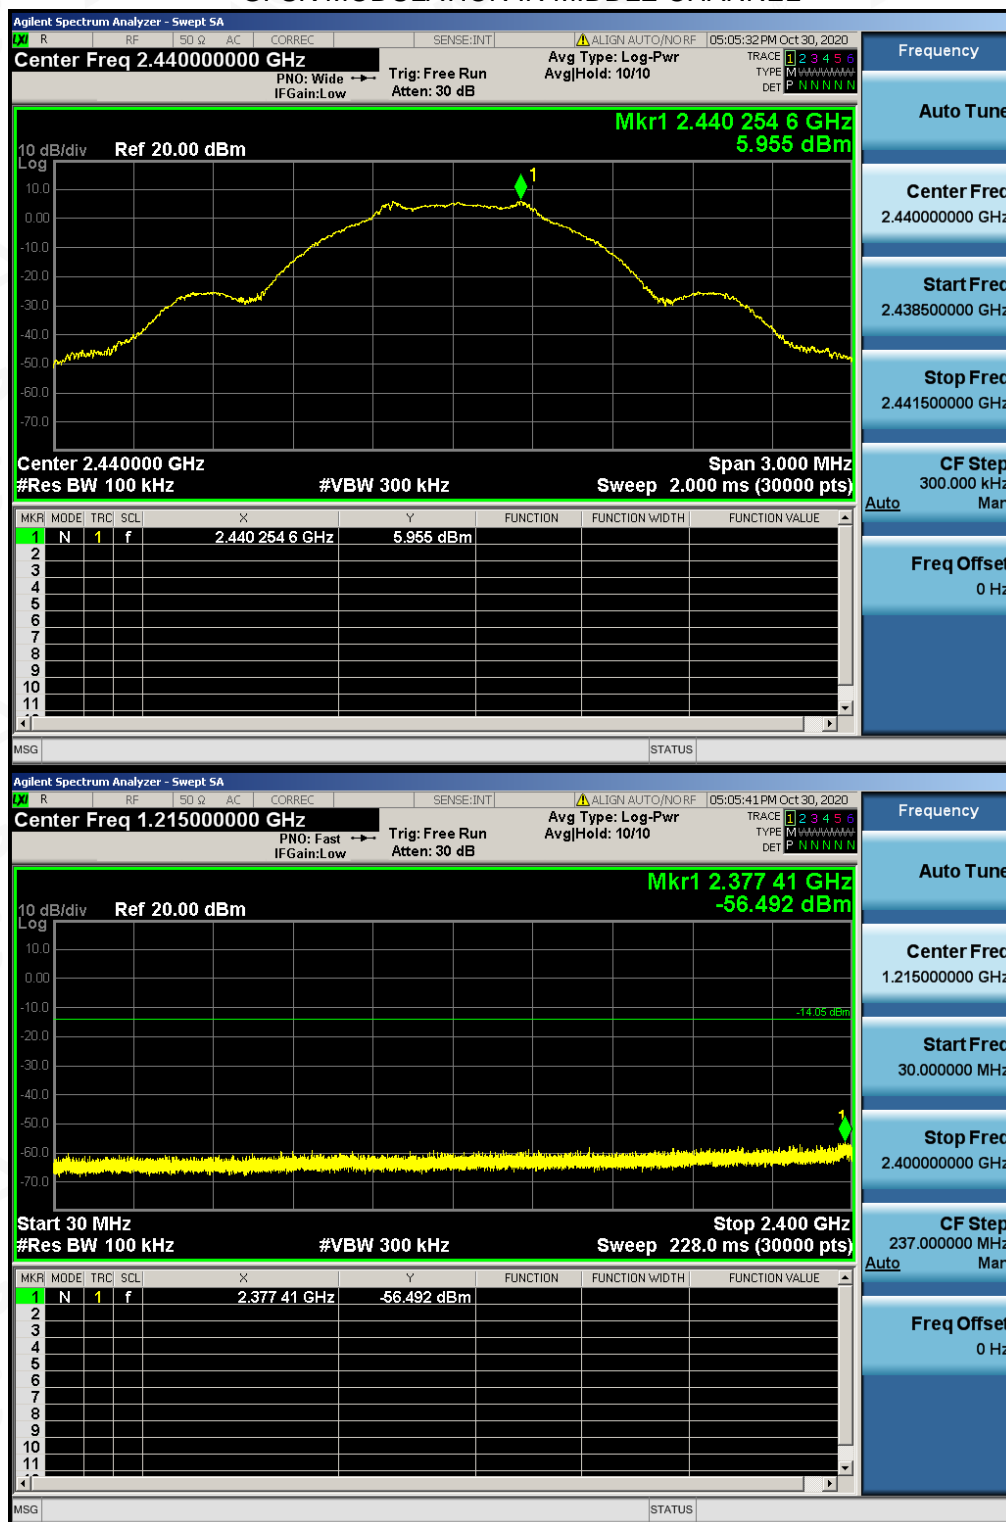 GFSK MODULATION IN MIDDLE CHANNEL
Agilent Spectrum Analyzer - Swept SA
LXI R RF 50 Ω AC CORREC SENSE:INT ALIGN AUTO/NO RF 05:05:32 PM Oct 30, 2020
Center Freq 2.440000000 GHz
PNO: Wide
IFGain:Low
Trig: Free Run
Atten: 30 dB
Avg Type: Log-Pwr
Avg|Hold: 10/10
TRACE 1 2 3 4 5 6
TYPE M WWWWW
DET P N N N N N
Mkr1 2.440 254 6 GHz
5.955 dBm
10 dB/div Ref 20.00 dBm
Log
1
10.0
0.00
-10.0
-20.0
-30.0
-40.0
-50.0
-60.0
-70.0
Center 2.440000 GHz Span 3.000 MHz
#Res BW 100 kHz #VBW 300 kHz Sweep 2.000 ms (30000 pts)
MKR MODE TRC SCL X Y FUNCTION FUNCTION WIDTH FUNCTION VALUE
1 N 1 f 2.440 254 6 GHz 5.955 dBm
2
3
4
5
6
7
8
9
10
11
MSG STATUS
Frequency
Auto Tune
Center Freq
2.440000000 GHz
Start Freq
2.438500000 GHz
Stop Freq
2.441500000 GHz
CF Step
300.000 kHz
Auto Man
Freq Offset
0 Hz
Agilent Spectrum Analyzer - Swept SA
LXI R RF 50 Ω AC CORREC SENSE:INT ALIGN AUTO/NO RF 05:05:41 PM Oct 30, 2020
Center Freq 1.215000000 GHz
PNO: Fast
IFGain:Low
Trig: Free Run
Atten: 30 dB
Avg Type: Log-Pwr
Avg|Hold: 10/10
TRACE 1 2 3 4 5 6
TYPE M WWWWW
DET P N N N N N
Mkr1 2.377 41 GHz
-56.492 dBm
10 dB/div Ref 20.00 dBm
Log
10.0
0.00
-10.0
-14.05 dBm
-20.0
-30.0
-40.0
-50.0
1
-60.0
-70.0
Start 30 MHz Stop 2.400 GHz
#Res BW 100 kHz #VBW 300 kHz Sweep 228.0 ms (30000 pts)
MKR MODE TRC SCL X Y FUNCTION FUNCTION WIDTH FUNCTION VALUE
1 N 1 f 2.377 41 GHz -56.492 dBm
2
3
4
5
6
7
8
9
10
11
MSG STATUS
Frequency
Auto Tune
Center Freq
1.215000000 GHz
Start Freq
30.000000 MHz
Stop Freq
2.400000000 GHz
CF Step
237.000000 MHz
Auto Man
Freq Offset
0 Hz